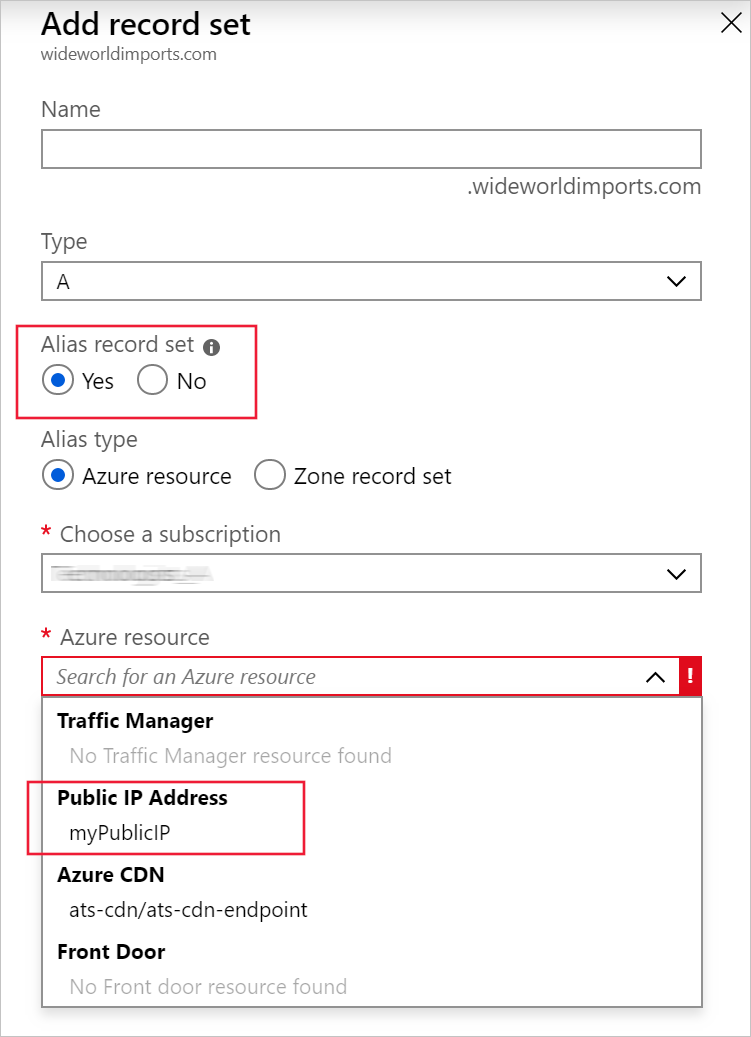 Add record set
wideworldimports.com
Name
.wideworldimports.com
Type
A
Alias record set
Yes No
Alias type
Azure resource Zone record set
* Choose a subscription
* Azure resource
Search for an Azure resource !
Traffic Manager
No Traffic Manager resource found
Public IP Address
myPublicIP
Azure CDN
ats-cdn/ats-cdn-endpoint
Front Door
No Front door resource found